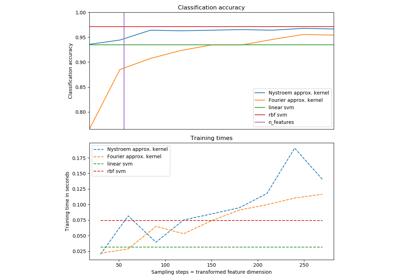 Classification accuracy
1.00
0.95
0.90
0.85
0.80
Classification accuracy
Nystroem approx. kernel
Fourier approx. kernel
linear svm
rbf svm
n_features
Training times
0.175
0.150
0.125
0.100
0.075
0.050
0.025
Training time in seconds
Nystroem approx. kernel
Fourier approx. kernel
linear svm
rbf svm
50
100
150
200
250
Sampling steps = transformed feature dimension